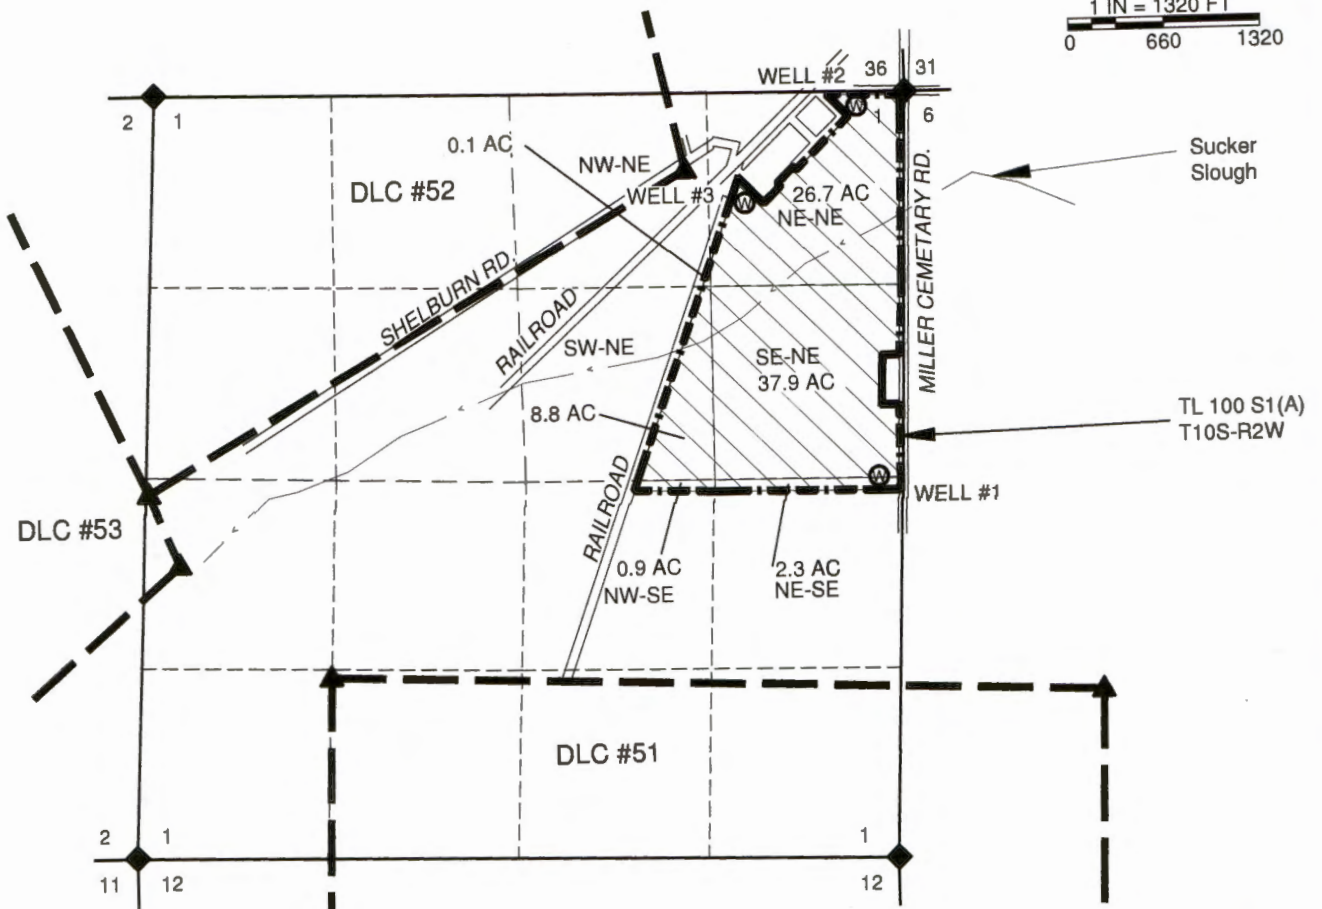 1 IN = 1320 FT
0 660 1320
WELL #2
36 31
2 1
1 6
0.1 AC
NW-NE
DLC #52
WELL #3
26.7 AC
NE-NE
Sucker
Slough
MILLER CEMETARY RD.
SHELBURN RD.
RAILROAD
SW-NE
SE-NE
37.9 AC
8.8 AC
TL 100 S1(A)
T10S-R2W
WELL #1
W
W
W
DLC #53
RAILROAD
0.9 AC
NW-SE
2.3 AC
NE-SE
DLC #51
2 1
11 12
1
12